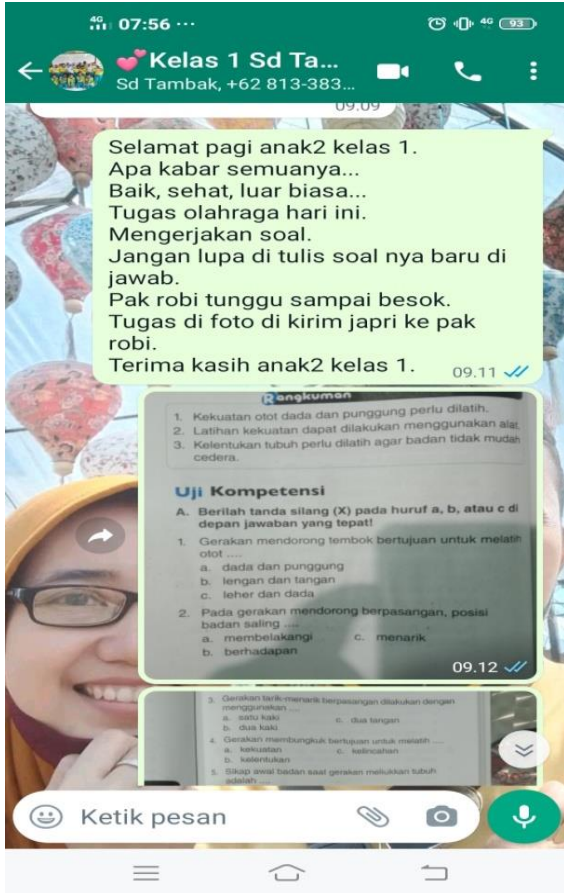 4G 07:56 ...
4G 93
💕Kelas 1 Sd Ta...
Sd Tambak, +62 813-383...
09.09
Selamat pagi anak2 kelas 1.
Apa kabar semuanya...
Baik, sehat, luar biasa...
Tugas olahraga hari ini.
Mengerjakan soal.
Jangan lupa di tulis soal nya baru di
jawab.
Pak robi tunggu sampai besok.
Tugas di foto di kirim japri ke pak
robi.
Terima kasih anak2 kelas 1.
09.11
Rangkuman
1. Kekuatan otot dada dan punggung perlu dilatih.
2. Latihan kekuatan dapat dilakukan menggunakan alat.
3. Kelentukan tubuh perlu dilatih agar badan tidak mudah
cedera.
Uji Kompetensi
A. Berilah tanda silang (X) pada huruf a, b, atau c di
depan jawaban yang tepat!
1. Gerakan mendorong tembok bertujuan untuk melatih
otot ....
a. dada dan punggung
b. lengan dan tangan
c. leher dan dada
2. Pada gerakan mendorong berpasangan, posisi
badan saling ....
a. membelakangi c. menarik
b. berhadapan
09.12
3. Gerakan tarik-menarik berpasangan dilakukan dengan
menggunakan ....
a. satu kaki c. dua tangan
b. dua kaki
4. Gerakan membungkuk bertujuan untuk melatih ....
a. kekuatan c. kelincahan
b. kelentukan
5. Sikap awal badan saat gerakan meliukkan tubuh
adalah ....
Ketik pesan